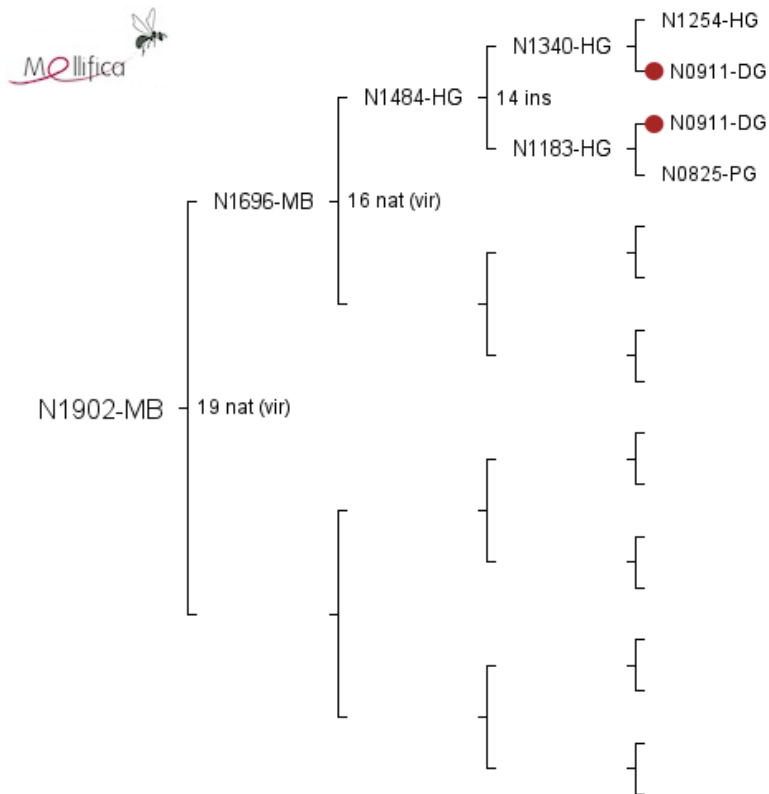 Mellifica
N1254-HG
N1340-HG
N0911-DG
N1484-HG
14 ins
N0911-DG
N1183-HG
N0825-PG
N1696-MB
16 nat (vir)
N1902-MB
19 nat (vir)